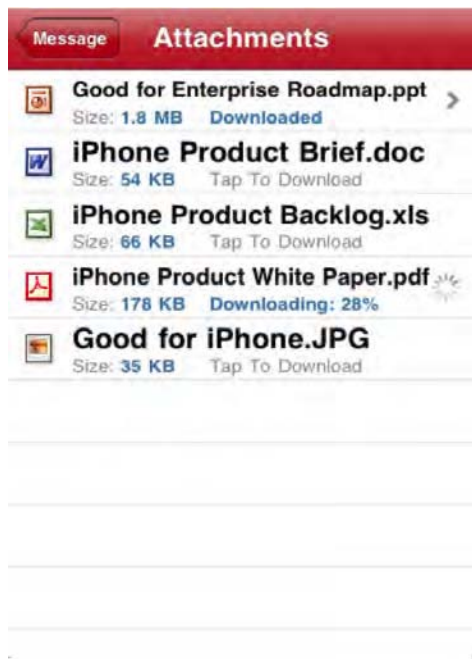 Message
Attachments
Good for Enterprise Roadmap.ppt
Size: 1.8 MB Downloaded
iPhone Product Brief.doc
Size: 54 KB Tap To Download
iPhone Product Backlog.xls
Size: 66 KB Tap To Download
iPhone Product White Paper.pdf
Size: 178 KB Downloading: 28%
Good for iPhone.JPG
Size: 35 KB Tap To Download